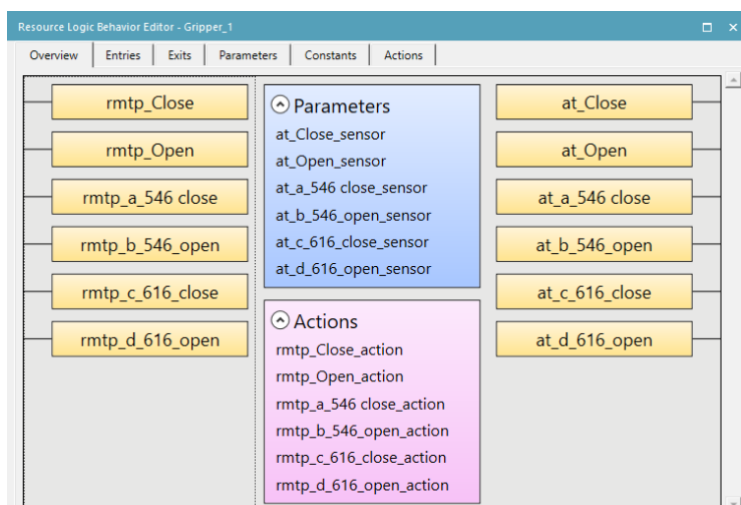 Resource Logic Behavior Editor - Gripper_1
Overview Entries Exits Parameters Constants Actions
rmtp_Close
rmtp_Open
rmtp_a_546 close
rmtp_b_546_open
rmtp_c_616_close
rmtp_d_616_open
Parameters
at_Close_sensor
at_Open_sensor
at_a_546 close_sensor
at_b_546_open_sensor
at_c_616_close_sensor
at_d_616_open_sensor
Actions
rmtp_Close_action
rmtp_Open_action
rmtp_a_546 close_action
rmtp_b_546_open_action
rmtp_c_616_close_action
rmtp_d_616_open_action
at_Close
at_Open
at_a_546 close
at_b_546_open
at_c_616_close
at_d_616_open